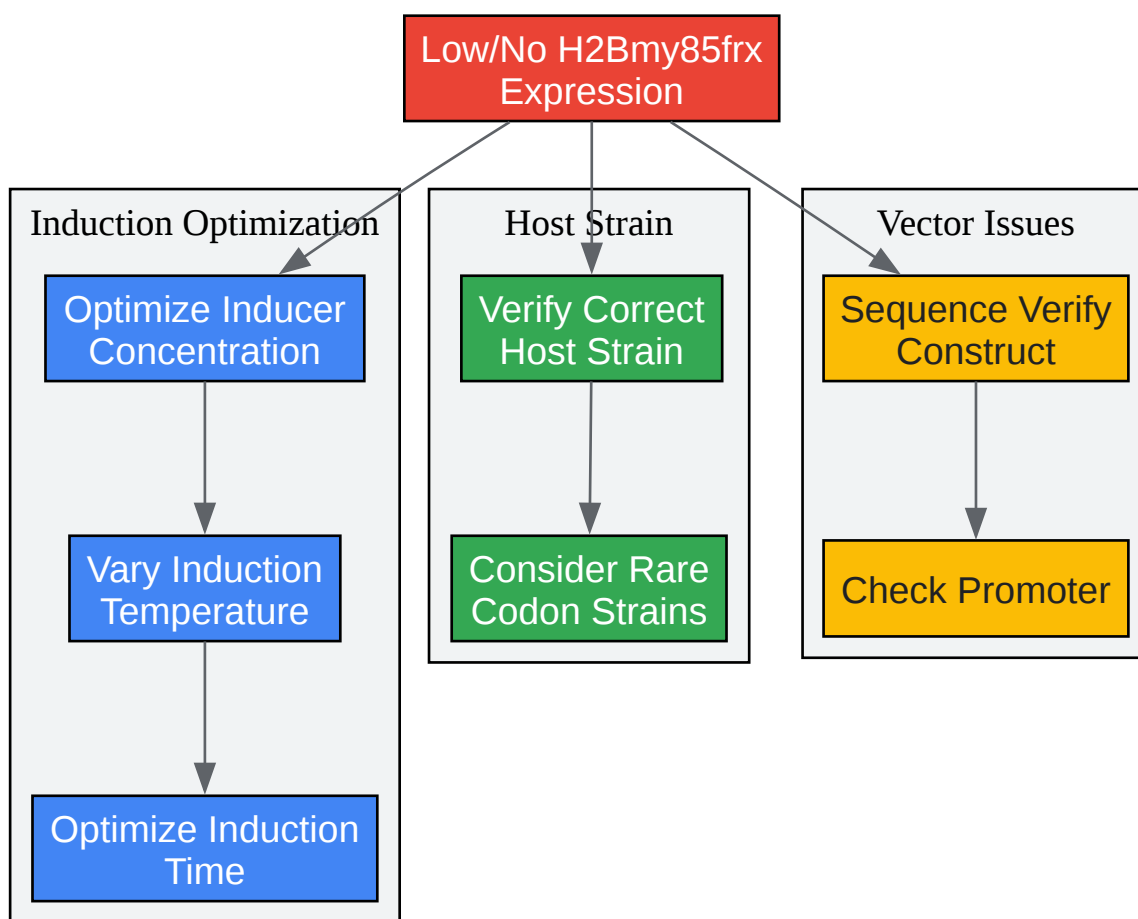 Low/No H2Bmy85frx
Expression
Induction Optimization
Optimize Inducer
Concentration
Vary Induction
Temperature
Optimize Induction
Time
Host Strain
Verify Correct
Host Strain
Consider Rare
Codon Strains
Vector Issues
Sequence Verify
Construct
Check Promoter